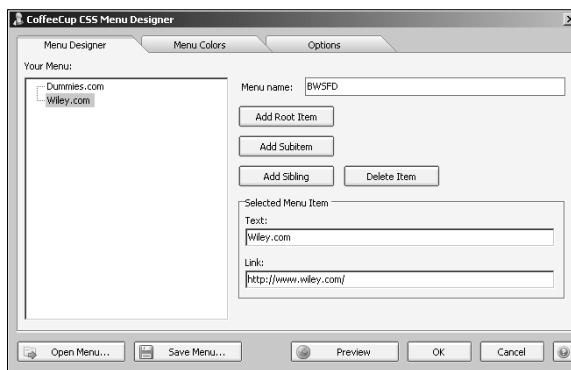 CoffeeCup CSS Menu Designer
Menu Designer Menu Colors Options
Your Menu:
Dummies.com
Wiley.com
Menu name: BWSFD
Add Root Item
Add Subitem
Add Sibling Delete Item
Selected Menu Item
Text:
Wiley.com
Link:
http://www.wiley.com/
Open Menu... Save Menu... Preview OK Cancel